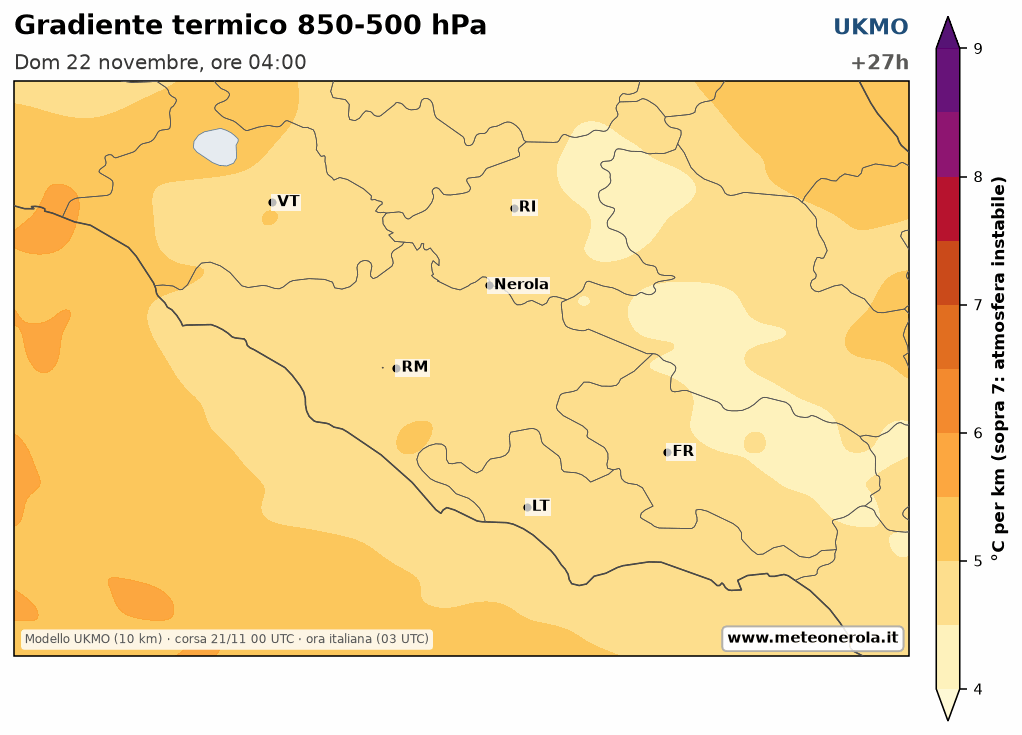 Gradiente termico 850-500 hPa
UKMO
Dom 22 novembre, ore 04:00
+27h
9
8
7
6
5
4
°C per km (sopra 7: atmosfera instabile)
VT
RI
Nerola
RM
FR
LT
Modello UKMO (10 km) · corsa 21/11 00 UTC · ora italiana (03 UTC)
www.meteonerola.it